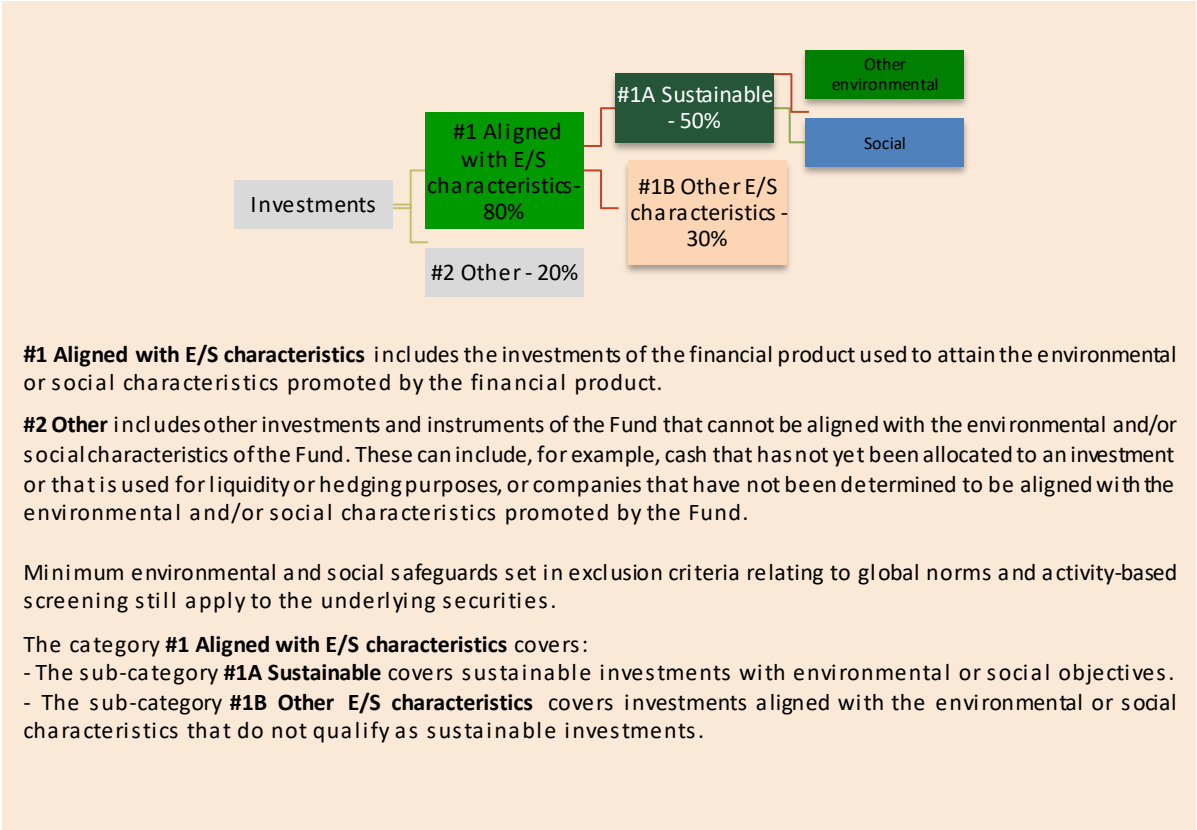 Other
environmental
#1A Sustainable
- 50%
#1 Aligned
with E/S
characteristics-
80%
Social
#1B Other E/S
characteristics -
30%
Investments
#2 Other - 20%
#1 Aligned with E/S characteristics includes the investments of the financial product used to attain the environmental
or social characteristics promoted by the financial product.
#2 Other includes other investments and instruments of the Fund that cannot be aligned with the environmental and/or
social characteristics of the Fund. These can include, for example, cash that has not yet been allocated to an investment
or that is used for liquidity or hedging purposes, or companies that have not been determined to be aligned with the
environmental and/or social characteristics promoted by the Fund.
Minimum environmental and social safeguards set in exclusion criteria relating to global norms and activity-based
screening still apply to the underlying securities.
The category #1 Aligned with E/S characteristics covers:
- The sub-category #1A Sustainable covers sustainable investments with environmental or social objectives.
- The sub-category #1B Other E/S characteristics covers investments aligned with the environmental or social
characteristics that do not qualify as sustainable investments.